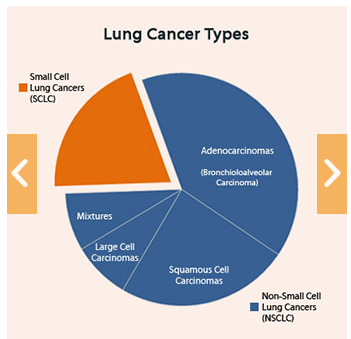 Lung Cancer Types
Small Cell
Lung Cancers
(SCLC)
Adenocarcinomas
(Bronchioloalveolar
Carcinoma)
Mixtures
Large Cell
Carcinomas
Squamous Cell
Carcinomas
Non-Small Cell
Lung Cancers
(NSCLC)